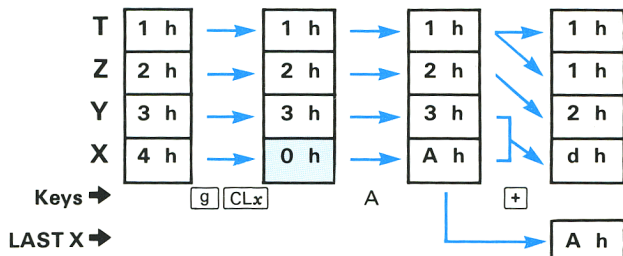 T 1 h 1 h 1 h 1 h
Z 2 h 2 h 2 h 1 h
Y 3 h 3 h 3 h 2 h
X 4 h 0 h A h d h
Keys g CLx A +
LAST X A h